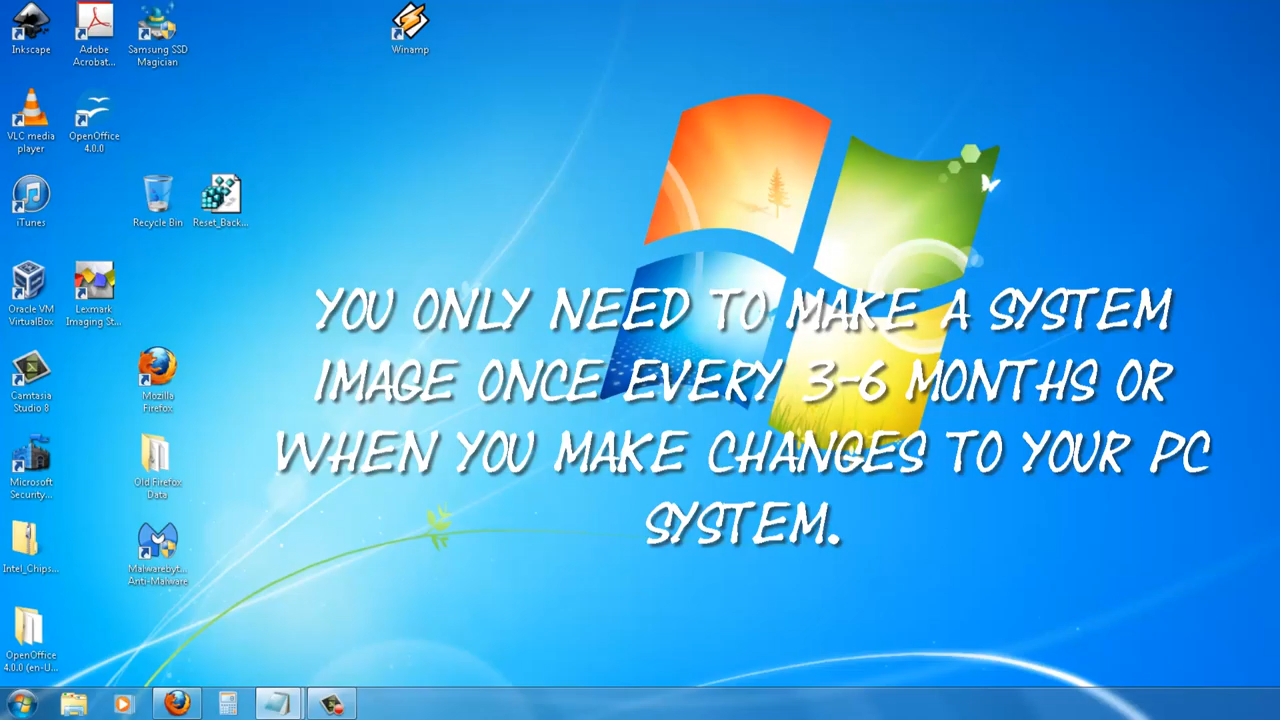 Inkscape
Adobe
Acrobat...
Samsung SSD
Magician
Winamp
VLC media
player
OpenOffice
4.0.0
iTunes
Recycle Bin
Reset_Back...
Oracle VM
VirtualBox
Lexmark
Imaging St...
YOU ONLY NEED TO MAKE A SYSTEM
IMAGE ONCE EVERY 3-6 MONTHS OR
WHEN YOU MAKE CHANGES TO YOUR PC
SYSTEM.
Camtasia
Studio 8
Mozilla
Firefox
Microsoft
Security...
Old Firefox
Data
Intel_Chips...
Malwarebyt...
Anti-Malware
OpenOffice
4.0.0 (en-U...